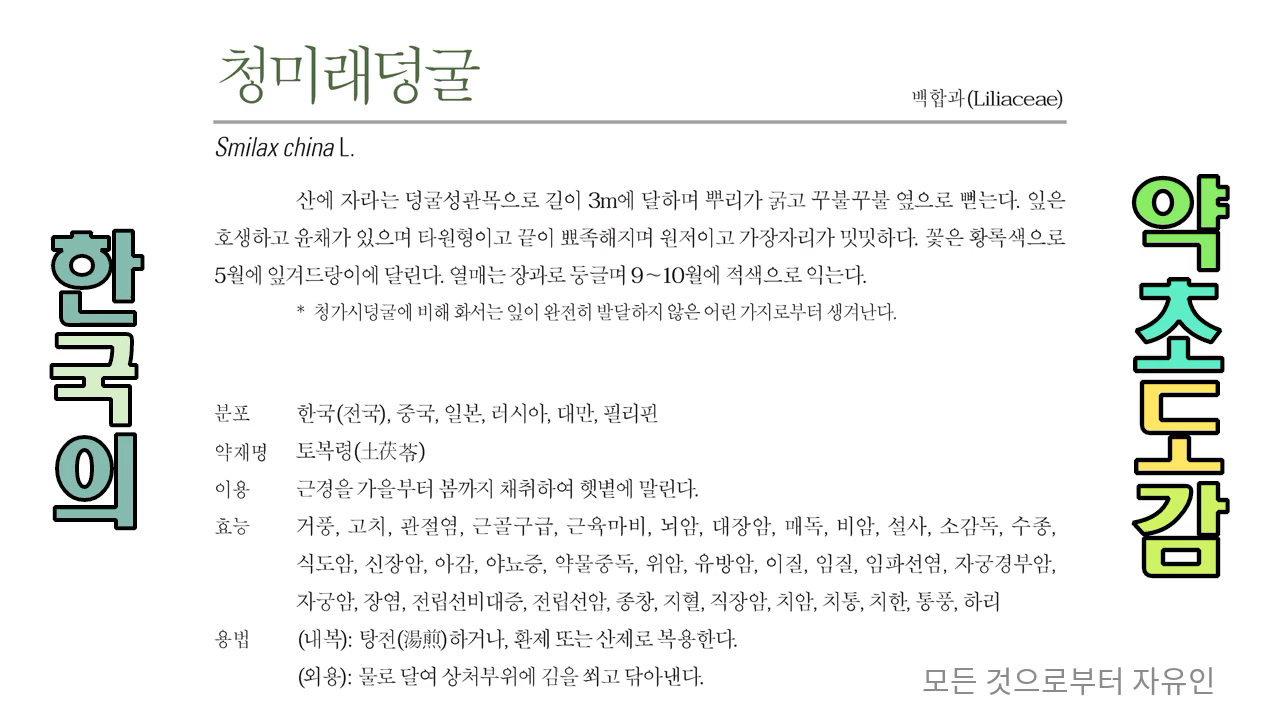 한국의
약초도감
청미래덩굴
백합과(Liliaceae)
Smilax china L.
산에 자라는 덩굴성관목으로 길이 3m에 달하며 뿌리가 굵고 꾸불꾸불 옆으로 뻗는다. 잎은
호생하고 윤채가 있으며 타원형이고 끝이 뾰족해지며 원저이고 가장자리가 밋밋하다. 꽃은 황록색으로
5월에 잎겨드랑이에 달린다. 열매는 장과로 둥글며 9~10월에 적색으로 익는다.
* 청가시덩굴에 비해 화서는 잎이 완전히 발달하지 않은 어린 가지로부터 생겨난다.
분포 한국(전국), 중국, 일본, 러시아, 대만, 필리핀
약재명 토복령(土茯苓)
이용 근경을 가을부터 봄까지 채취하여 햇볕에 말린다.
효능 거풍, 고치, 관절염, 근골구급, 근육마비, 뇌암, 대장암, 매독, 비암, 설사, 소감독, 수종,
식도암, 신장암, 아감, 야뇨증, 약물중독, 위암, 유방암, 이질, 임질, 임파선염, 자궁경부암,
자궁암, 장염, 전립선비대증, 전립선암, 종창, 지혈, 직장암, 치암, 치통, 치한, 통풍, 하리
용법 (내복): 탕전(湯煎)하거나, 환제 또는 산제로 복용한다.
(외용): 물로 달여 상처부위에 김을 쐬고 닦아낸다.
모든 것으로부터 자유인